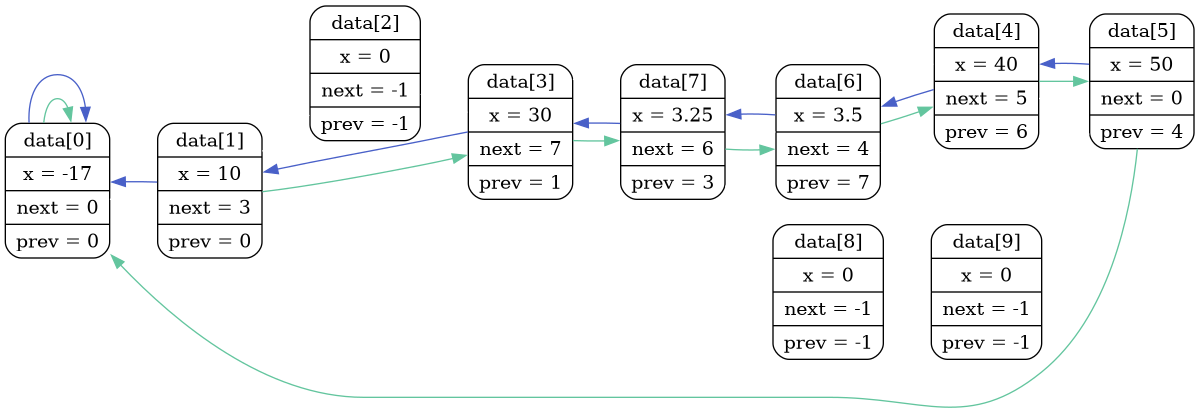 data[0]
x = -17
next = 0
prev = 0
data[1]
x = 10
next = 3
prev = 0
data[2]
x = 0
next = -1
prev = -1
data[3]
x = 30
next = 7
prev = 1
data[7]
x = 3.25
next = 6
prev = 3
data[6]
x = 3.5
next = 4
prev = 7
data[4]
x = 40
next = 5
prev = 6
data[5]
x = 50
next = 0
prev = 4
data[8]
x = 0
next = -1
prev = -1
data[9]
x = 0
next = -1
prev = -1